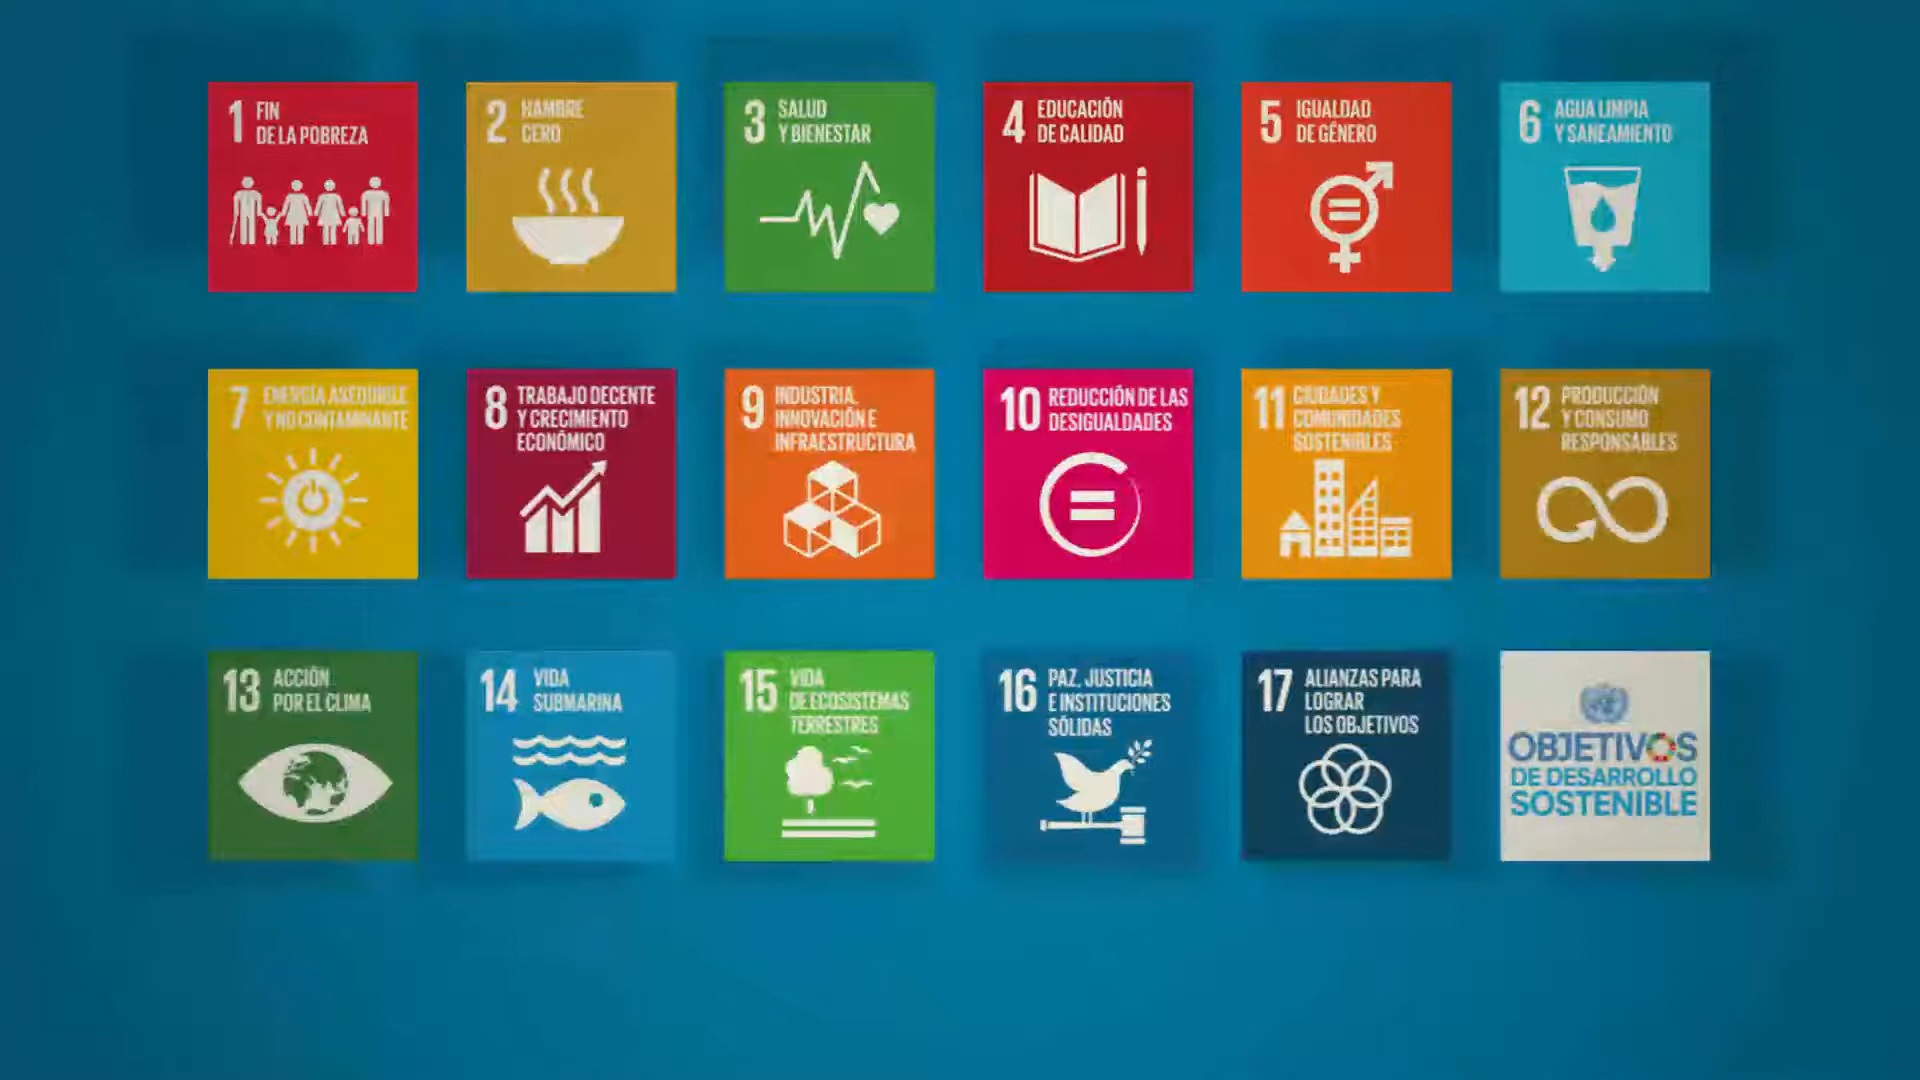 1 FIN
DE LA POBREZA
2 HAMBRE
CERO
3 SALUD
Y BIENESTAR
4 EDUCACIÓN
DE CALIDAD
5 IGUALDAD
DE GÉNERO
6 AGUA LIMPIA
Y SANEAMIENTO
7 ENERGÍA ASEQUIBLE
Y NO CONTAMINANTE
8 TRABAJO DECENTE
Y CRECIMIENTO
ECONÓMICO
9 INDUSTRIA,
INNOVACIÓN E
INFRAESTRUCTURA
10 REDUCCIÓN DE LAS
DESIGUALDADES
11 CIUDADES Y
COMUNIDADES
SOSTENIBLES
12 PRODUCCIÓN
Y CONSUMO
RESPONSABLES
13 ACCIÓN
POR EL CLIMA
14 VIDA
SUBMARINA
15 VIDA
DE ECOSISTEMAS
TERRESTRES
16 PAZ, JUSTICIA
E INSTITUCIONES
SÓLIDAS
17 ALIANZAS PARA
LOGRAR
LOS OBJETIVOS
OBJETIVOS
DE DESARROLLO
SOSTENIBLE